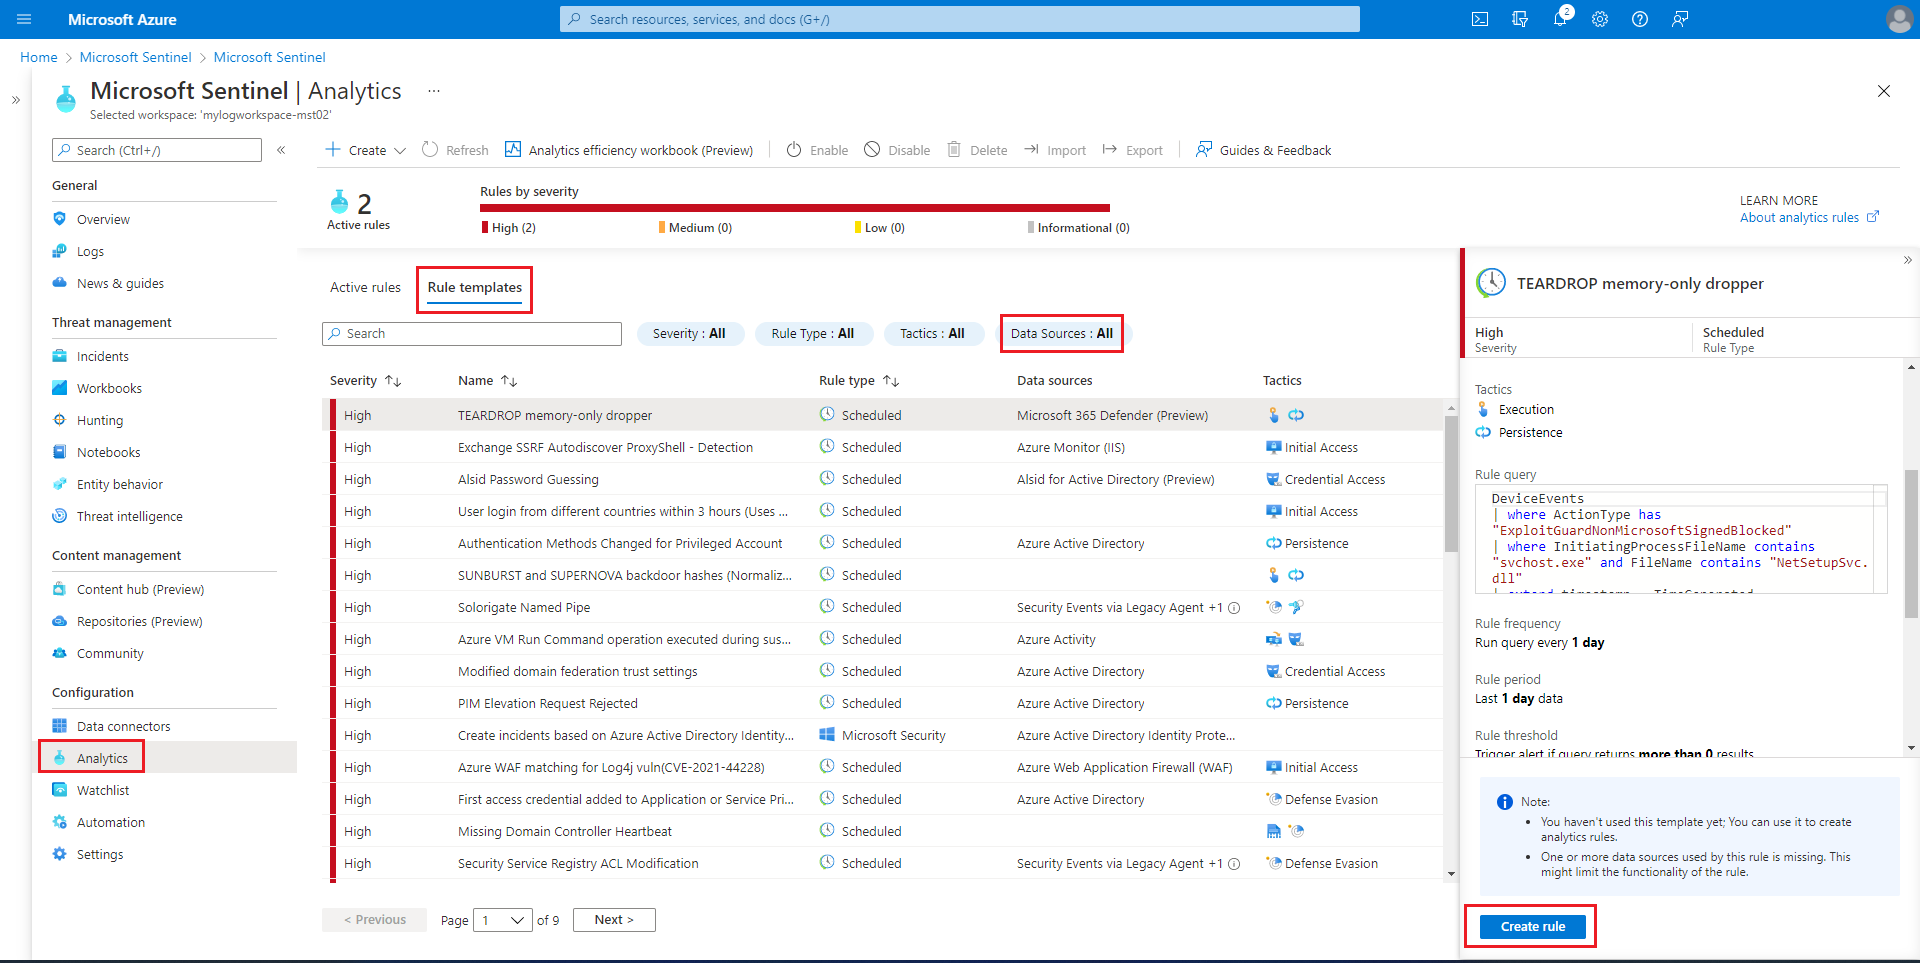 Microsoft Azure
Search resources, services, and docs (G+/)
2
Home > Microsoft Sentinel > Microsoft Sentinel
Microsoft Sentinel | Analytics ...
Selected workspace: 'mylogworkspace-mst02'
Search (Ctrl+/)
General
Overview
Logs
News & guides
Threat management
Incidents
Workbooks
Hunting
Notebooks
Entity behavior
Threat intelligence
Content management
Content hub (Preview)
Repositories (Preview)
Community
Configuration
Data connectors
Analytics
Watchlist
Automation
Settings
Create Refresh Analytics efficiency workbook (Preview) Enable Disable Delete Import Export Guides & Feedback
2
Active rules
Rules by severity
High (2) Medium (0) Low (0) Informational (0)
LEARN MORE
About analytics rules
Active rules Rule templates
Search Severity : All Rule Type : All Tactics : All Data Sources : All
Severity Name Rule type Data sources Tactics
High TEARDROP memory-only dropper Scheduled Microsoft 365 Defender (Preview)
High Exchange SSRF Autodiscover ProxyShell - Detection Scheduled Azure Monitor (IIS) Initial Access
High Alsid Password Guessing Scheduled Alsid for Active Directory (Preview) Credential Access
High User login from different countries within 3 hours (Uses ... Scheduled Initial Access
High Authentication Methods Changed for Privileged Account Scheduled Azure Active Directory Persistence
High SUNBURST and SUPERNOVA backdoor hashes (Normaliz... Scheduled
High Solorigate Named Pipe Scheduled Security Events via Legacy Agent +1
High Azure VM Run Command operation executed during sus... Scheduled Azure Activity
High Modified domain federation trust settings Scheduled Azure Active Directory Credential Access
High PIM Elevation Request Rejected Scheduled Azure Active Directory Persistence
High Create incidents based on Azure Active Directory Identity... Microsoft Security Azure Active Directory Identity Prote...
High Azure WAF matching for Log4j vuln(CVE-2021-44228) Scheduled Azure Web Application Firewall (WAF) Initial Access
High First access credential added to Application or Service Pri... Scheduled Azure Active Directory Defense Evasion
High Missing Domain Controller Heartbeat Scheduled
High Security Service Registry ACL Modification Scheduled Security Events via Legacy Agent +1 Defense Evasion
< Previous Page 1 of 9 Next >
TEARDROP memory-only dropper
High Scheduled
Severity Rule Type
Tactics
Execution
Persistence
Rule query
DeviceEvents
| where ActionType has
"ExploitGuardNonMicrosoftSignedBlocked"
| where InitiatingProcessFileName contains
"svchost.exe" and FileName contains "NetSetupSvc.
dll"
| extend timestamp = TimeGenerated
Rule frequency
Run query every 1 day
Rule period
Last 1 day data
Rule threshold
Trigger alert if query returns more than 0 results
Note:
• You haven't used this template yet; You can use it to create
analytics rules.
• One or more data sources used by this rule is missing. This
might limit the functionality of the rule.
Create rule